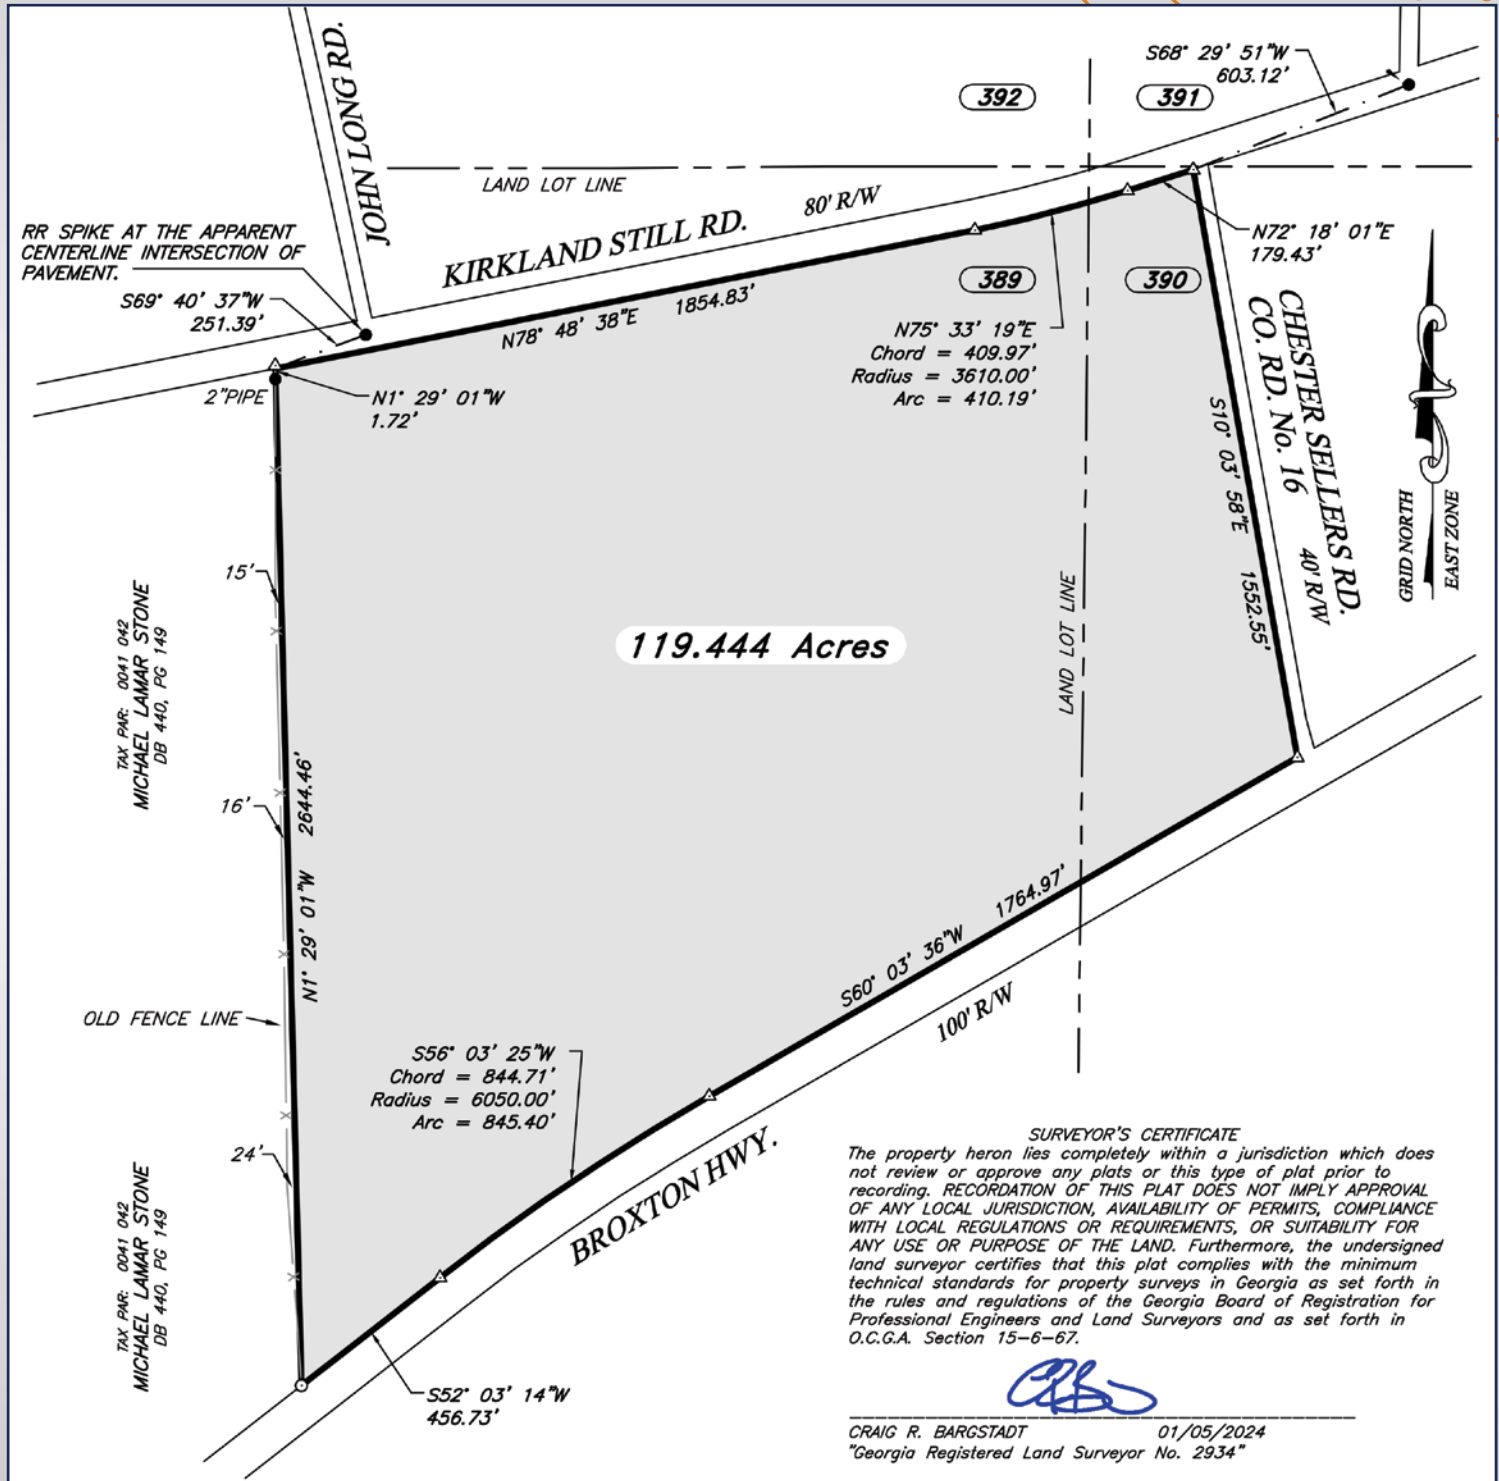 S68° 29' 51"W
603.12'
392
391
JOHN LONG RD.
LAND LOT LINE
80' R/W
KIRKLAND STILL RD.
RR SPIKE AT THE APPARENT
CENTERLINE INTERSECTION OF
PAVEMENT.
S69° 40' 37"W
251.39'
N78° 48' 38"E 1854.83'
389
390
N72° 18' 01"E
179.43'
N75° 33' 19"E
Chord = 409.97'
Radius = 3610.00'
Arc = 410.19'
2"PIPE
N1° 29' 01"W
1.72'
S10° 03' 58"E 1552.55'
CHESTER SELLERS RD.
CO. RD. No. 16 40' R/W
GRID NORTH
EAST ZONE
15'
TAX PAR: 0041 042
MICHAEL LAMAR STONE
DB 440, PG 149
119.444 Acres
LAND LOT LINE
16'
N1° 29' 01"W 2644.46'
S60° 03' 36"W 1764.97'
100' R/W
OLD FENCE LINE
S56° 03' 25"W
Chord = 844.71'
Radius = 6050.00'
Arc = 845.40'
24'
TAX PAR: 0041 042
MICHAEL LAMAR STONE
DB 440, PG 149
BROXTON HWY.
S52° 03' 14"W
456.73'
SURVEYOR'S CERTIFICATE
The property heron lies completely within a jurisdiction which does
not review or approve any plats or this type of plat prior to
recording. RECORDATION OF THIS PLAT DOES NOT IMPLY APPROVAL
OF ANY LOCAL JURISDICTION, AVAILABILITY OF PERMITS, COMPLIANCE
WITH LOCAL REGULATIONS OR REQUIREMENTS, OR SUITABILITY FOR
ANY USE OR PURPOSE OF THE LAND. Furthermore, the undersigned
land surveyor certifies that this plat complies with the minimum
technical standards for property surveys in Georgia as set forth in
the rules and regulations of the Georgia Board of Registration for
Professional Engineers and Land Surveyors and as set forth in
O.C.G.A. Section 15-6-67.
CRAIG R. BARGSTADT 01/05/2024
"Georgia Registered Land Surveyor No. 2934"